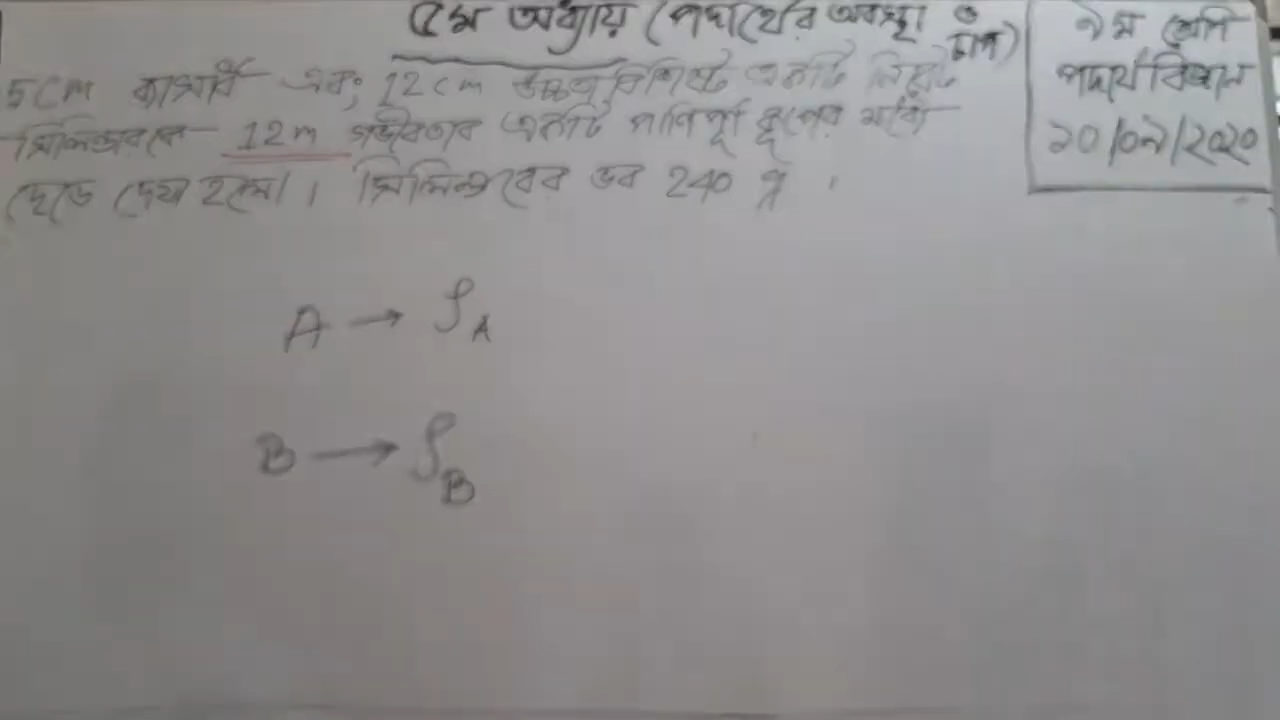 ৫ম অধ্যায় (পদার্থের অবস্থা ও চাপ)
৯ম শ্রেণি
পদার্থ বিজ্ঞান
২০/০৯/২০২০
5cm ব্যাসার্ধ এবং 12cm উচ্চতা বিশিষ্ট একটি নিরেট
সিলিন্ডারকে 12m গভীরতার একটি পানিপূর্ণ কূপের মধ্যে
ছেড়ে দেয়া হলো। সিলিন্ডারের ভর 240 গ্র।
A → ρA
B → ρB